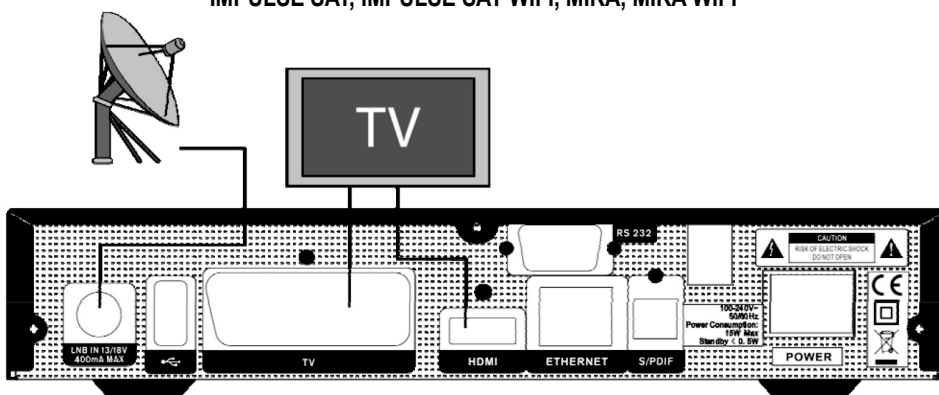 IMPULSE SAT, IMPULSE SAT WIFI, MIRA, MIRA WIFI
TV
RS 232
CAUTION
RISK OF ELECTRIC SHOCK
DO NOT OPEN
100-240V~
50/60Hz
Power Consumption:
15W Max
Standby < 0. 5W
LNB IN 13/18V
400mA MAX
TV
HDMI
ETHERNET
S/PDIF
POWER
CE